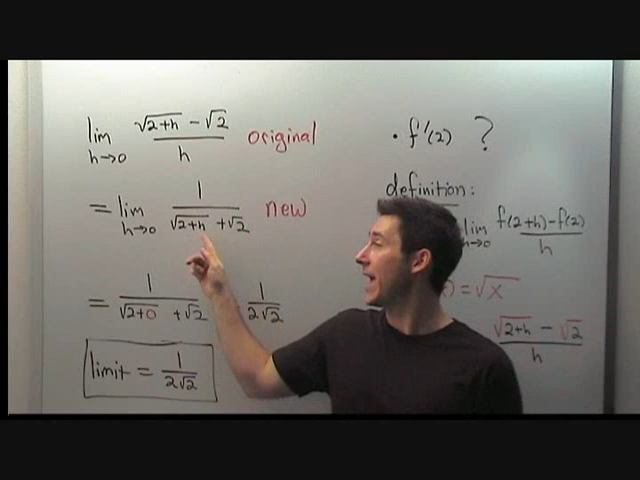 lim h→0 (√2+h − √2)/h original
= lim h→0 1/(√2+h + √2) new
= 1/(√2+0 + √2) 1/(2√2)
limit = 1/(2√2)
• f'(2) ?
definition:
lim h→0 (f(2+h)−f(2))/h
) = √x
(√2+h − √2)/h